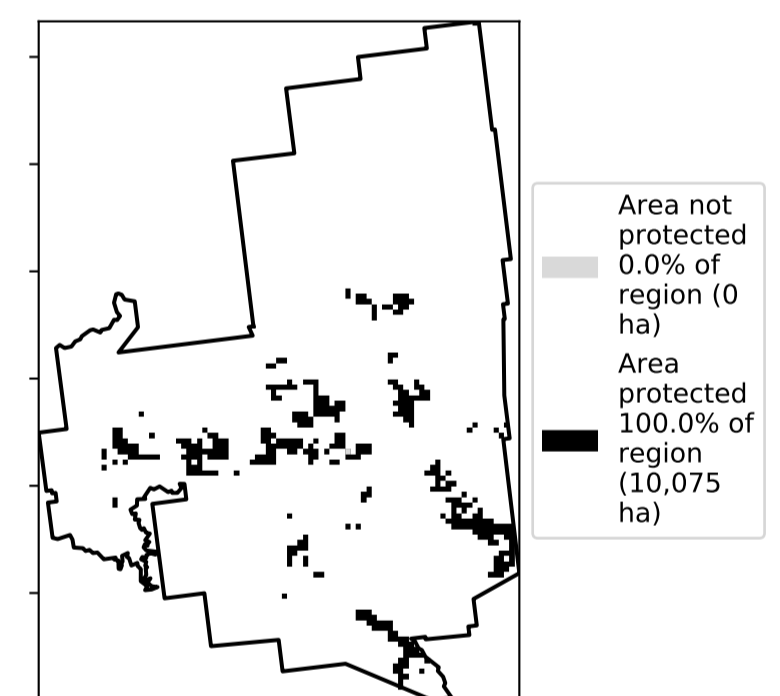 Area not
protected
0.0% of
region (0
ha)
Area
protected
100.0% of
region
(10,075
ha)